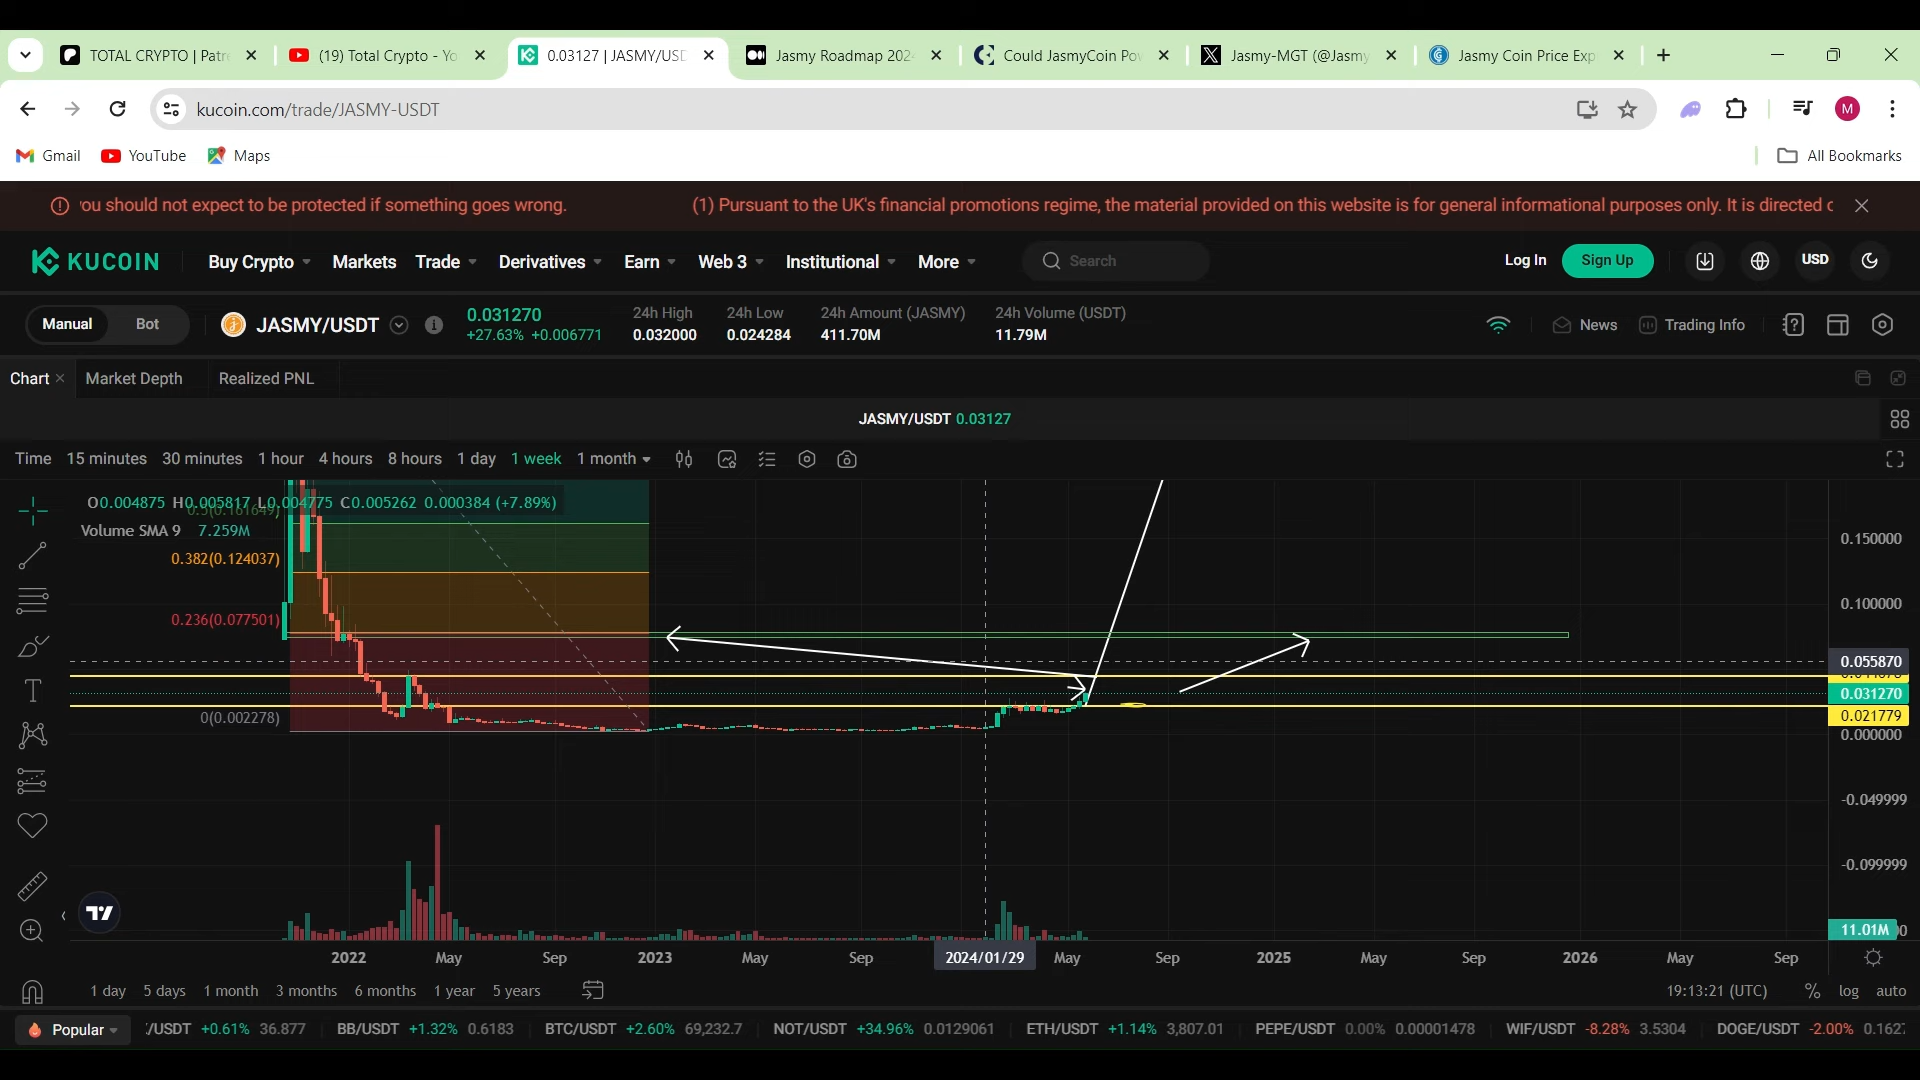 TOTAL CRYPTO | Patre
(19) Total Crypto - Yo
0.03127 | JASMY/USD
Jasmy Roadmap 202
Could JasmyCoin Pow
Jasmy-MGT (@Jasmy
Jasmy Coin Price Exp
kucoin.com/trade/JASMY-USDT
M
Gmail
YouTube
Maps
All Bookmarks
you should not expect to be protected if something goes wrong.
(1) Pursuant to the UK's financial promotions regime, the material provided on this website is for general informational purposes only. It is directed
KUCOIN
Buy Crypto
Markets
Trade
Derivatives
Earn
Web 3
Institutional
More
Search
Log In
Sign Up
USD
Manual
Bot
JASMY/USDT
0.031270
+27.63% +0.006771
24h High
0.032000
24h Low
0.024284
24h Amount (JASMY)
411.70M
24h Volume (USDT)
11.79M
News
Trading Info
Chart
Market Depth
Realized PNL
JASMY/USDT 0.03127
Time 15 minutes 30 minutes 1 hour 4 hours 8 hours 1 day 1 week 1 month
O0.004875 H0.005817 L0.004775 C0.005262 0.000384 (+7.89%)
0.5(0.161649)
Volume SMA 9 7.259M
0.382(0.124037)
0.236(0.077501)
0(0.002278)
0.150000
0.100000
0.055870
0.031270
0.021779
0.000000
-0.049999
-0.099999
11.01M
2022 May Sep 2023 May Sep 2024/01/29 May Sep 2025 May Sep 2026 May Sep
1 day 5 days 1 month 3 months 6 months 1 year 5 years
19:13:21 (UTC) % log auto
Popular
/USDT +0.61% 36.877
BB/USDT +1.32% 0.6183
BTC/USDT +2.60% 69,232.7
NOT/USDT +34.96% 0.0129061
ETH/USDT +1.14% 3,807.01
PEPE/USDT 0.00% 0.00001478
WIF/USDT -8.28% 3.5304
DOGE/USDT -2.00% 0.162